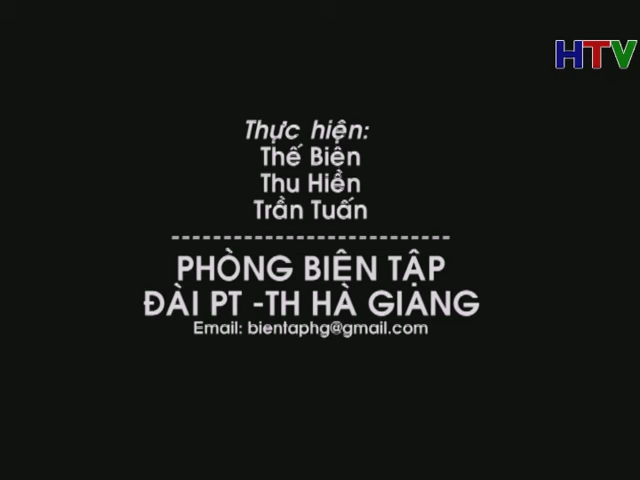 HTV
Thực hiện:
Thế Biên
Thu Hiền
Trần Tuấn
---------------------------
PHÒNG BIÊN TẬP
ĐÀI PT -TH HÀ GIANG
Email: bientaphg@gmail.com